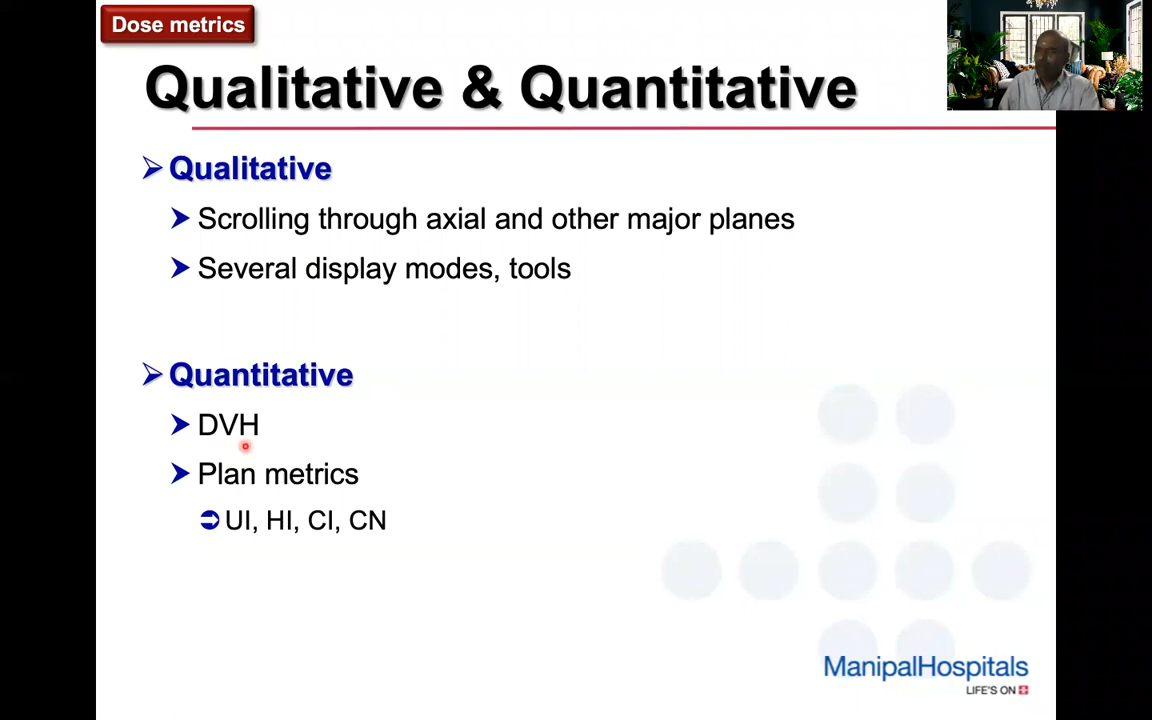 Dose metrics
Qualitative & Quantitative
Qualitative
Scrolling through axial and other major planes
Several display modes, tools
Quantitative
DVH
Plan metrics
UI, HI, CI, CN
ManipalHospitals
LIFE'S ON